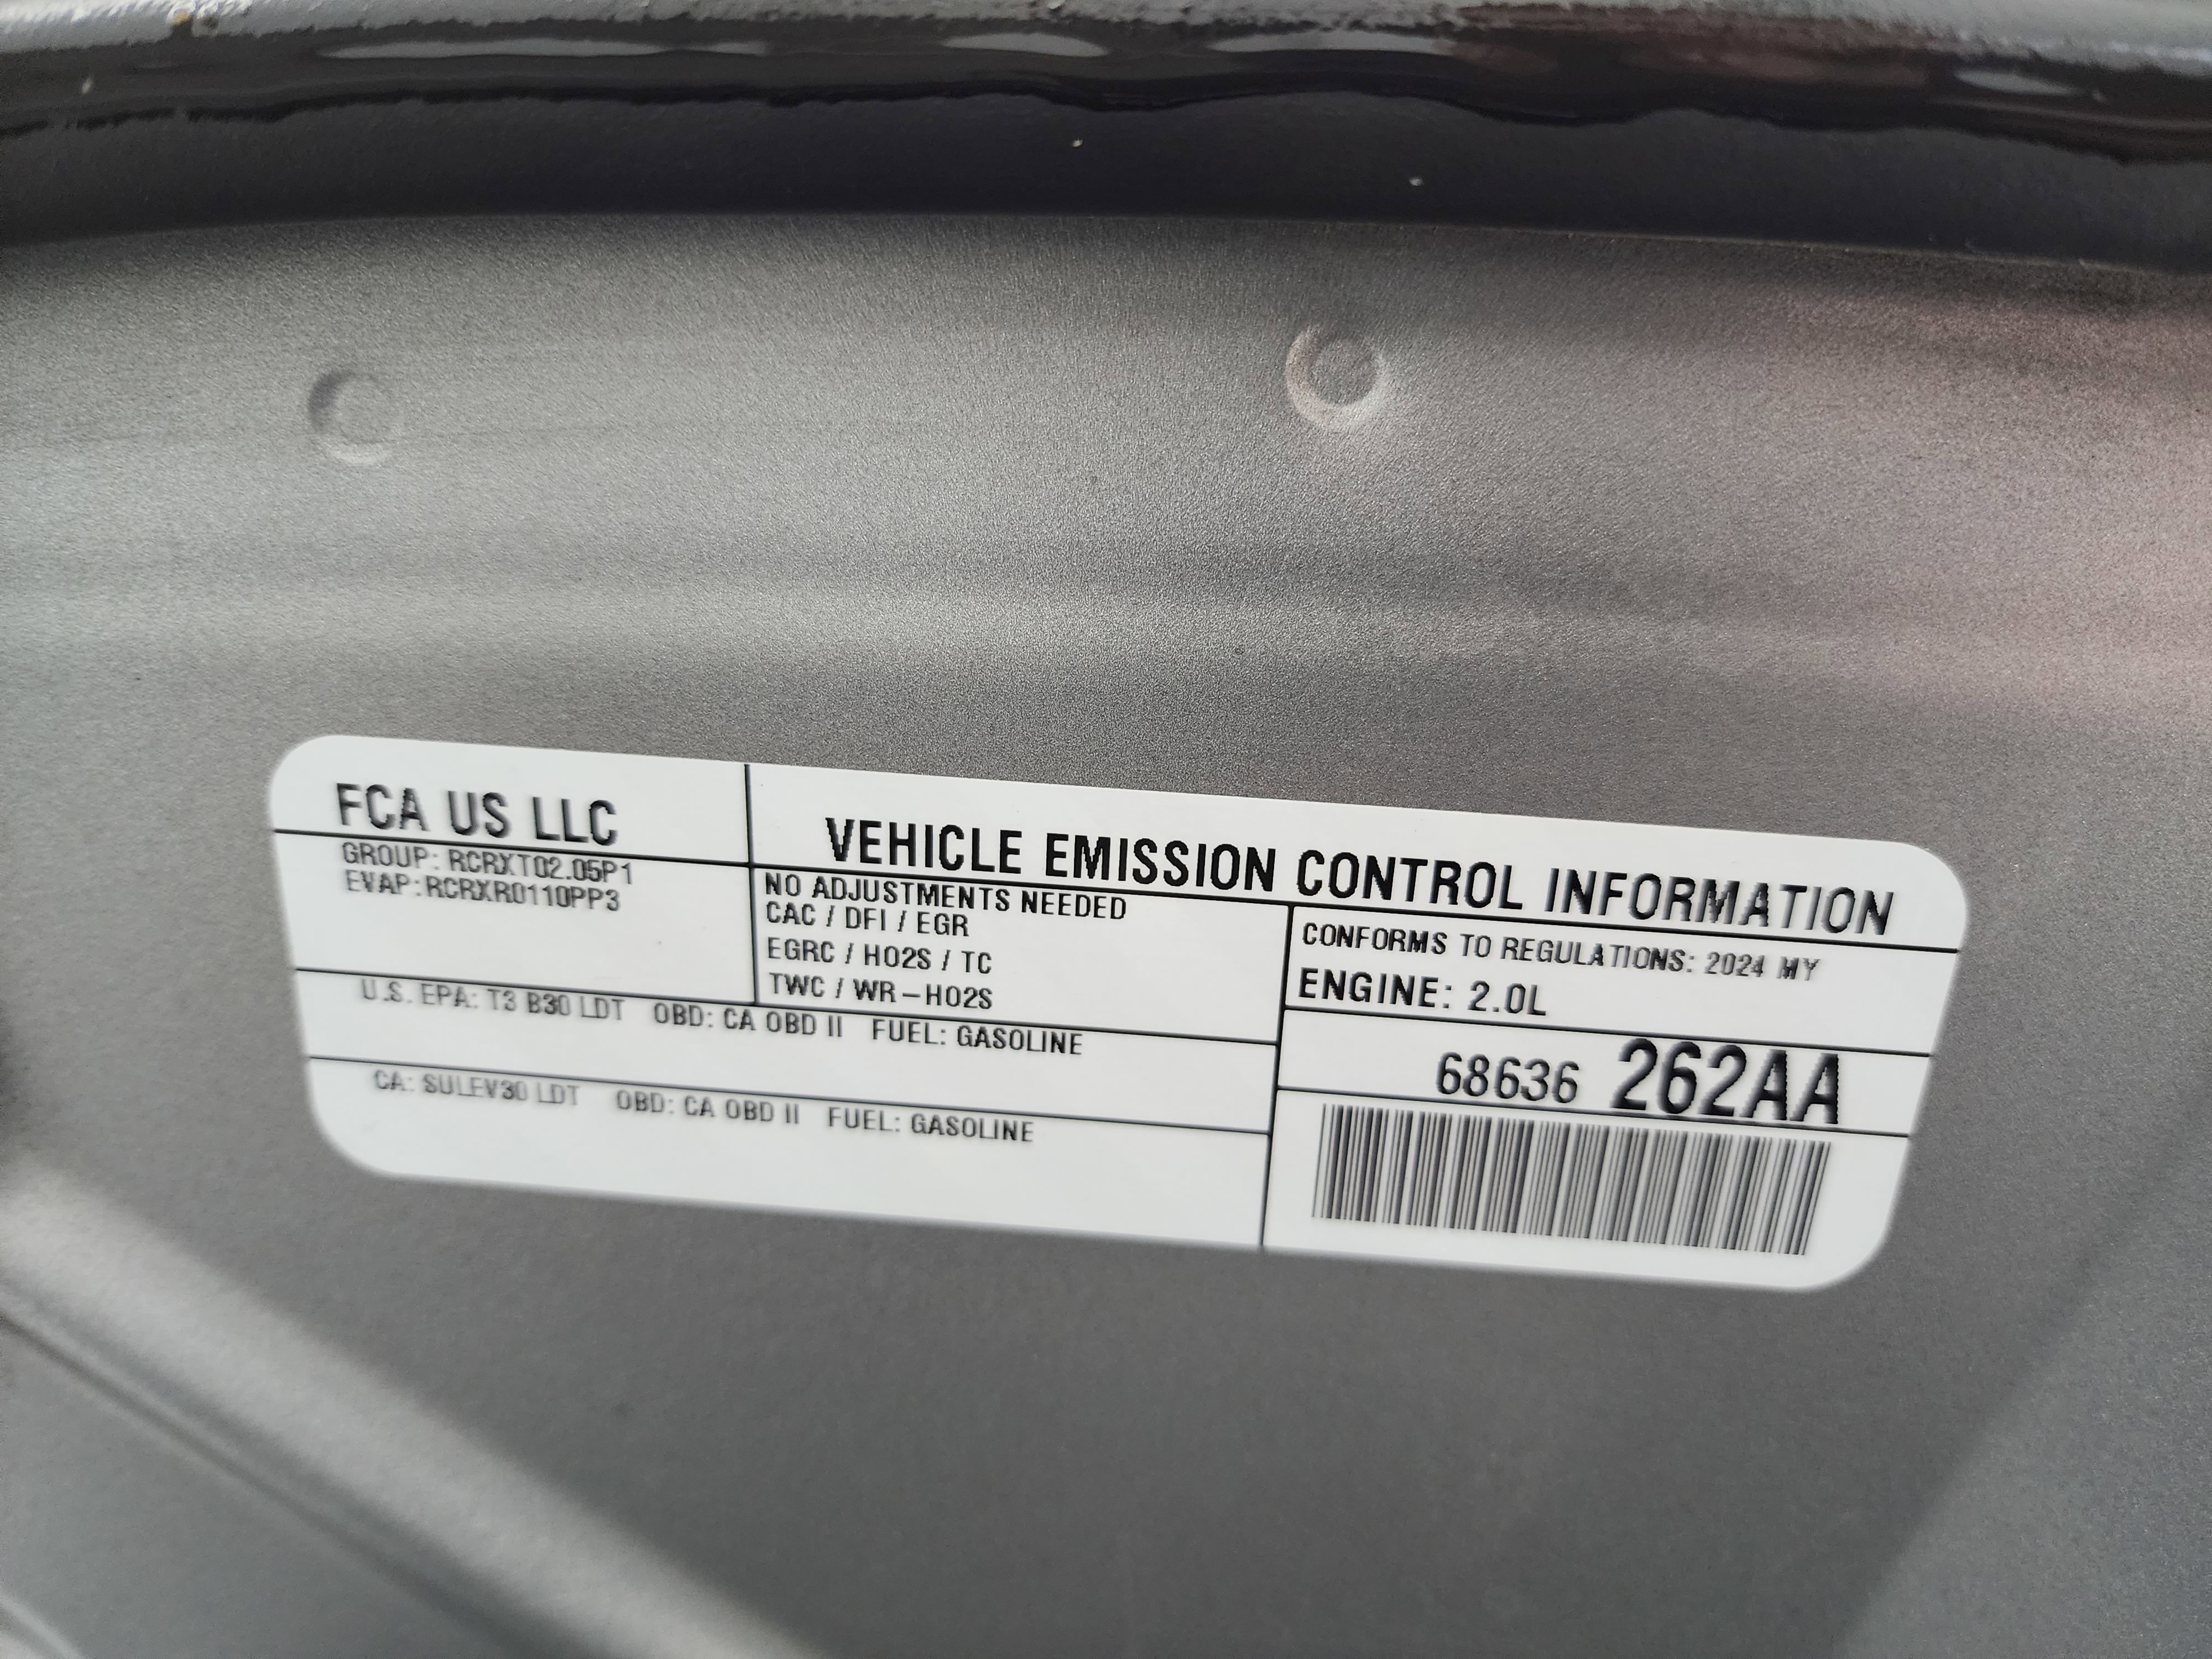 FCA US LLC
GROUP: RCRXT02.05P1
EVAP:RCRXR0110PP3
VEHICLE EMISSION CONTROL INFORMATION
NO ADJUSTMENTS NEEDED
CAC / DFI / EGR
EGRC / HO2S / TC
TWC / WR-HO2S
CONFORMS TO REGULATIONS: 2024 MY
ENGINE: 2.0L
U.S. EPA: T3 B30 LDT OBD: CA OBD II FUEL: GASOLINE
CA: SULEV30 LDT OBD: CA OBD II FUEL: GASOLINE
68636 262AA